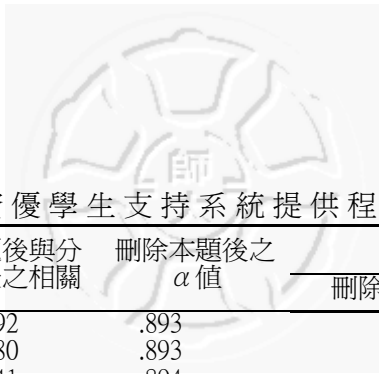 師
優學生支持系統提供程
後與分 刪除本題後之
之相關 α值 刪除
92 .893
80 .893